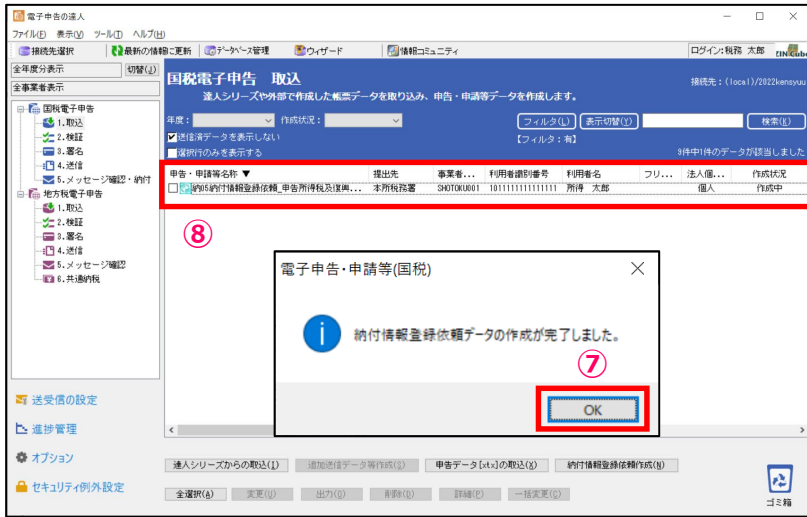 電子申告の達人
ファイル(F) 表示(V) ツール(T) ヘルプ(H)
接続先選択 最新の情報に更新 データベース管理 ウィザード 情報コミュニティ ログイン:税務 太郎
全年度分表示 切替(J)
全事業者表示
国税電子申告
1.取込
2.検証
3.署名
4.送信
5.メッセージ確認・納付
地方税電子申告
1.取込
2.検証
3.署名
4.送信
5.メッセージ確認
6.共通納税
送受信の設定
進捗管理
オプション
セキュリティ例外設定
国税電子申告 取込
接続先:(local)/2022kensyuu
達人シリーズや外部で作成した帳票データを取り込み、申告・申請等データを作成します。
年度: 作成状況: フィルタ(L) 表示切替(Y) 検索(K)
送信済データを表示しない 【フィルタ:有】
選択行のみを表示する 9件中1件のデータが該当しました
申告・申請等名称 ▼ 提出先 事業者... 利用者識別番号 利用者名 フリ... 法人個... 作成状況
納05納付情報登録依頼_申告所得税及復興... 本所税務署 SHOTOKU001 所得 太郎 個人 作成中
⑧
電子申告・申請等(国税)
納付情報登録依頼データの作成が完了しました。
⑦
OK
達人シリーズからの取込(I) 追加送信データ等作成(S) 申告データ[xtx]の取込(X) 納付情報登録依頼作成(N)
全選択(A) 変更(U) 出力(O) 削除(D) 詳細(P) 一括変更(C)
ゴミ箱